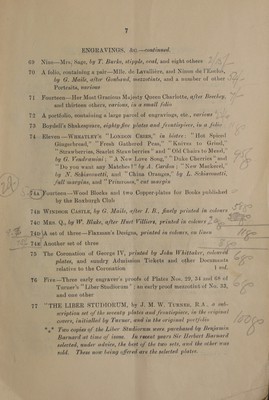 7
ENGRAVINGS, &c.—continued.
69 Nine—Mrs. Sage, by T. Burke, stipple, oval, and eight others
70 A folio, containing a pair—Mlle. de Lavallière, and Ninon de l'Enclos,
by G. Maile, after Geuband, mezzotints, and a number of other
Portraits, various
71 Fourteen—Her Most Gracious Majesty Queen Charlotte, after Beechey,
and thirteen others, various, in a small folio
72 A portfolio, containing a large parcel of engravings, etc., various
73 Boydell's Shakespeare, eighty-five plates and frontispiece, in a folio
74 Eleven—WHEATLEY'S "LONDON CRIES," in bistre: "Hot Spiced
Gingerbread," "Fresh Gathered Peas," "Knives to Grind,"
"Strawberries, Scarlet Strawberries" and "Old Chairs to Mend,"
by G. Vendramini; "A New Love Song," "Duke Cherries" and
"Do you want any Matches?" by A. Cardon; "New Mackerel,"
by N. Schiavonetti, and "China Oranges," by L. Schiavonetti,
full margins, and "Primroses," cut margin
74A Fourteen—Wood Blocks and two Copper-plates for Books published
by the Roxburgh Club
74B WINDSOR CASTLE, by G. Maile, after I. B., finely printed in colours
74C MRS. Q., by W. Blake, after Huet Villiers, printed in colours
74D A set of three—Flaxman's Designs, printed in colours, on linen
74E Another set of three
75 The Coronation of George IV, printed by John Whittaker, coloured
plates, and sundry Admission Tickets and other Documents
relative to the Coronation 1 vol.
76 Five—Three early engraver's proofs of Plates Nos. 28, 34 and 68 of
Turner's "Liber Studiorum"; an early proof mezzotint of No. 52,
and one other
77 "THE LIBER STUDIORUM, by J. M. W. TURNER, R.A., a sub-
scription set of the seventy plates and frontispiece, in the original
covers, initialled by Turner, and in the original portfolio
*** Two copies of the Liber Studiorum were purchased by Benjamin
Barnard at time of issue. In recent years Sir Herbert Barnard
selected, under advice, the best of the two sets, and the other was
sold. Those now being offered are the selected plates.